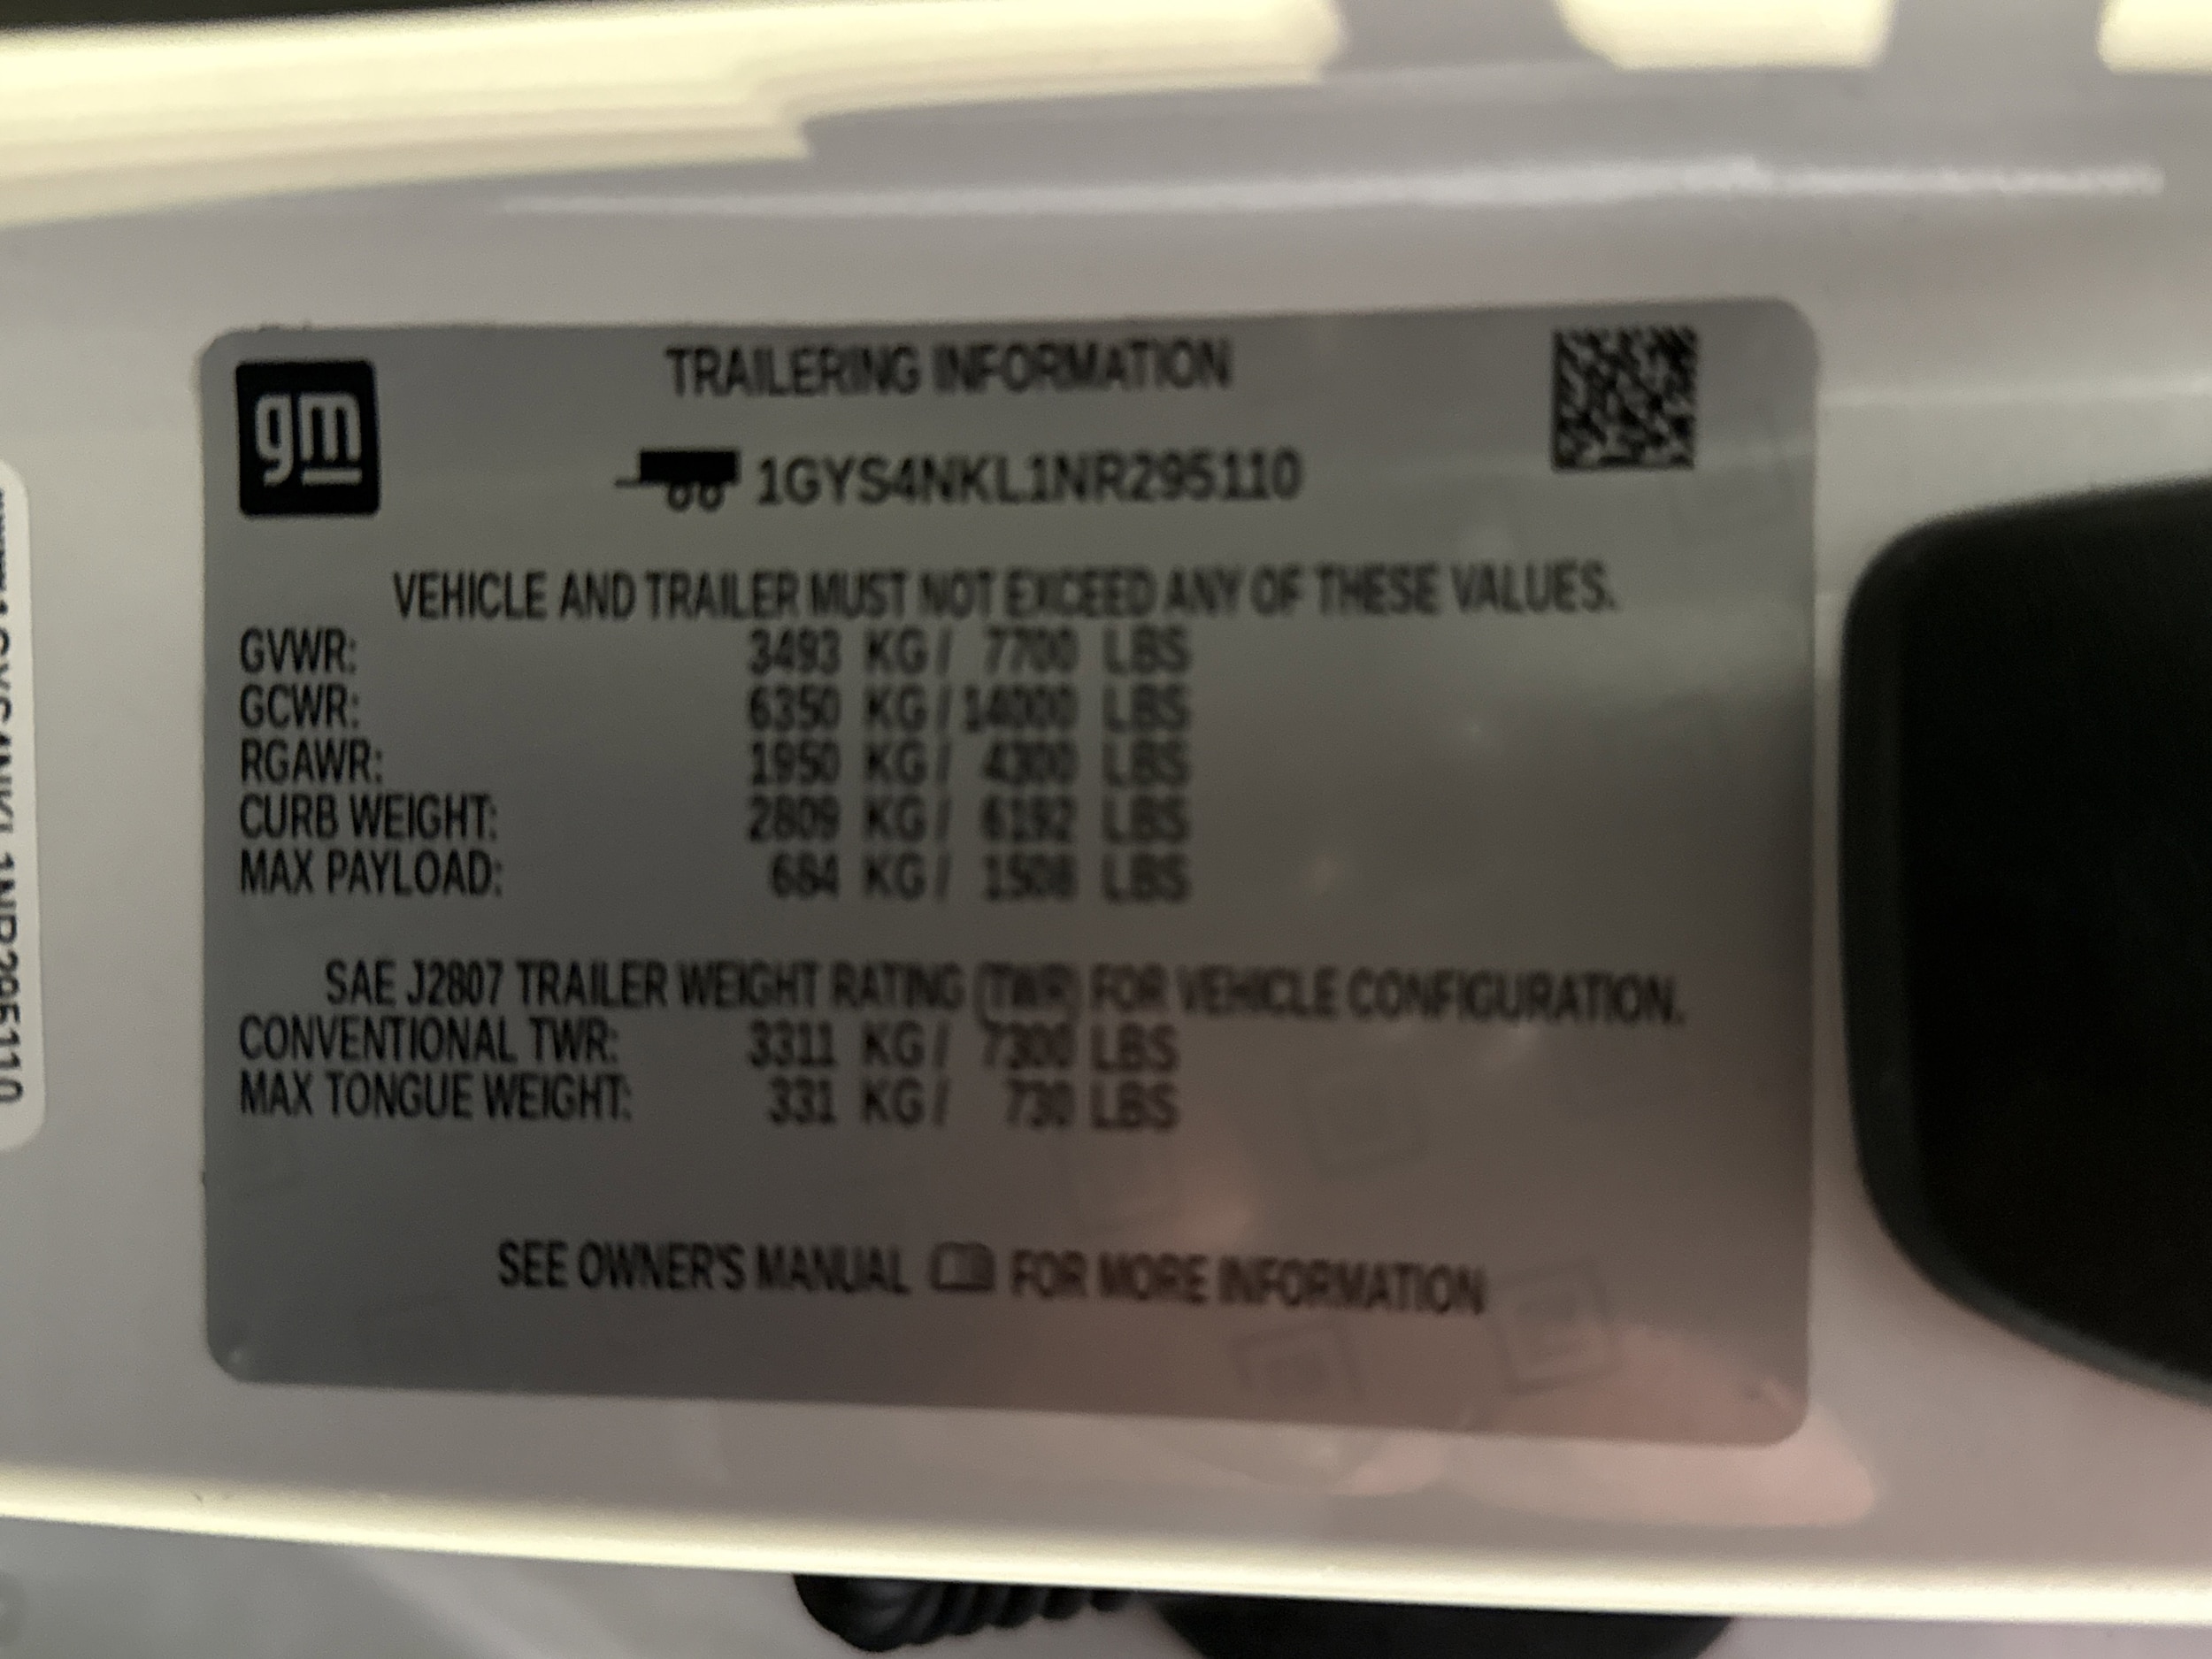 gm
TRAILERING INFORMATION
1GYS4NKL1NR295110
VEHICLE AND TRAILER MUST NOT EXCEED ANY OF THESE VALUES.
GVWR: 3493 KG/ 7700 LBS
GCWR: 6350 KG/ 14000 LBS
RGAWR: 1950 KG/ 4300 LBS
CURB WEIGHT: 2809 KG/ 6192 LBS
MAX PAYLOAD: 684 KG/ 1508 LBS
SAE J2807 TRAILER WEIGHT RATING (TWR) FOR VEHICLE CONFIGURATION.
CONVENTIONAL TWR: 3311 KG/ 7300 LBS
MAX TONGUE WEIGHT: 331 KG/ 730 LBS
SEE OWNER'S MANUAL FOR MORE INFORMATION
1GYS4NKL1NR295110